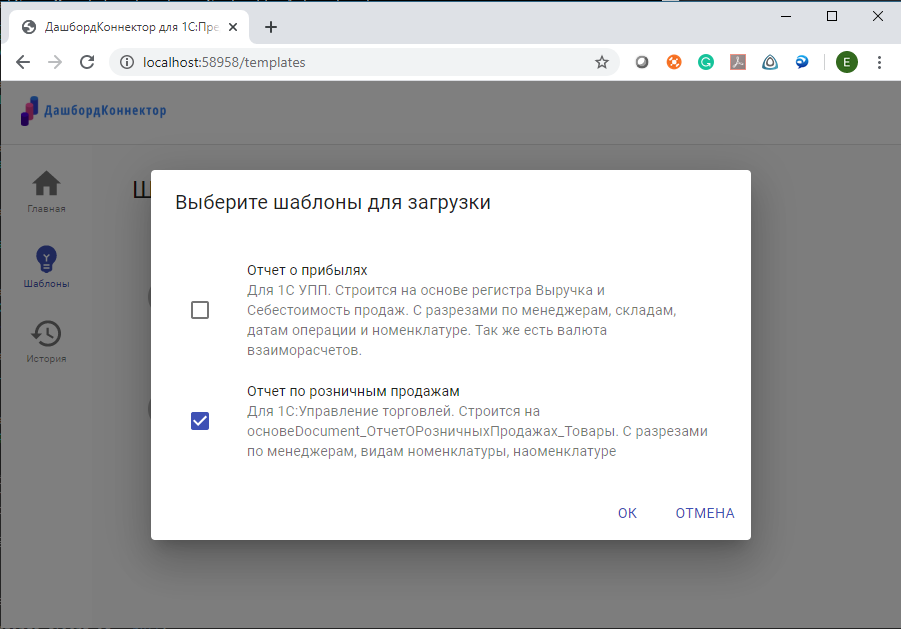 ДашбордКоннектор для 1С:Пре
localhost:58958/templates
E
ДашбордКоннектор
Главная
Шаблоны
История
Ш
Выберите шаблоны для загрузки
Отчет о прибылях
Для 1С УПП. Строится на основе регистра Выручка и
Себестоимость продаж. С разрезами по менеджерам, складам,
датам операции и номенклатуре. Так же есть валюта
взаиморасчетов.
Отчет по розничным продажам
Для 1С:Управление торговлей. Строится на
основеDocument_ОтчетОРозничныхПродажах_Товары. С разрезами
по менеджерам, видам номенклатуры, наоменклатуре
ОК
ОТМЕНА